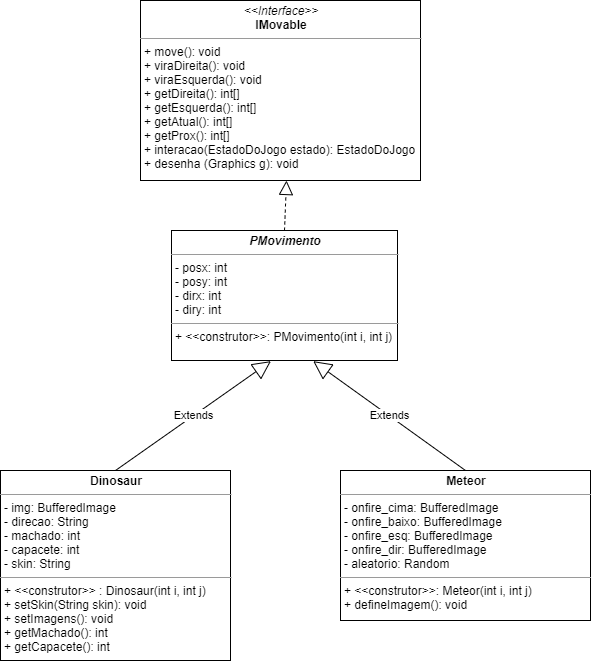 <<Interface>>
IMovable
+ move(): void
+ viraDireita(): void
+ viraEsquerda(): void
+ getDireita(): int[]
+ getEsquerda(): int[]
+ getAtual(): int[]
+ getProx(): int[]
+ interacao(EstadoDoJogo estado): EstadoDoJogo
+ desenha (Graphics g): void
PMovimento
- posx: int
- posy: int
- dirx: int
- diry: int
+ <<construtor>>: PMovimento(int i, int j)
Extends
Extends
Dinosaur
- img: BufferedImage
- direcao: String
- machado: int
- capacete: int
- skin: String
+ <<construtor>> : Dinosaur(int i, int j)
+ setSkin(String skin): void
+ setImagens(): void
+ getMachado(): int
+ getCapacete(): int
Meteor
- onfire_cima: BufferedImage
- onfire_baixo: BufferedImage
- onfire_esq: BufferedImage
- onfire_dir: BufferedImage
- aleatorio: Random
+ <<construtor>>: Meteor(int i, int j)
+ defineImagem(): void